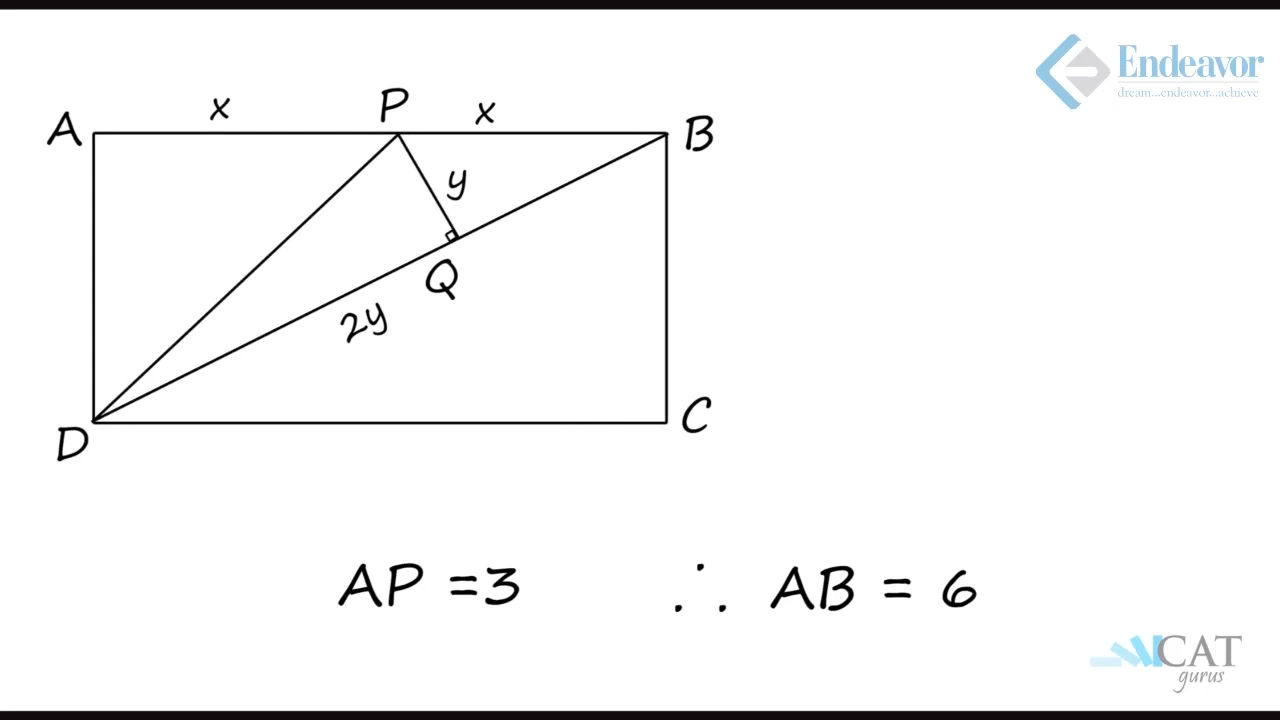 Endeavor
dream...endeavor...achieve
x
P
x
A
B
y
Q
2y
D
C
AP =3 ∴ AB = 6
CAT
gurus